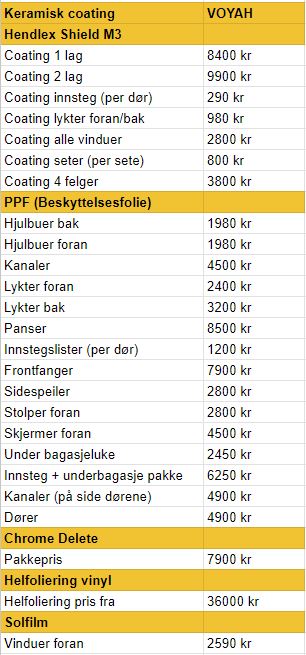 Keramisk coating VOYAH
Hendlex Shield M3
Coating 1 lag 8400 kr
Coating 2 lag 9900 kr
Coating innsteg (per dør) 290 kr
Coating lykter foran/bak 980 kr
Coating alle vinduer 2800 kr
Coating seter (per sete) 800 kr
Coating 4 felger 3800 kr
PPF (Beskyttelsesfolie)
Hjulbuer bak 1980 kr
Hjulbuer foran 1980 kr
Kanaler 4500 kr
Lykter foran 2400 kr
Lykter bak 3200 kr
Panser 8500 kr
Innstegslister (per dør) 1200 kr
Frontfanger 7900 kr
Sidespeiler 2800 kr
Stolper foran 2800 kr
Skjermer foran 4500 kr
Under bagasjeluke 2450 kr
Innsteg + underbagasje pakke 6250 kr
Kanaler (på side dørene) 4900 kr
Dører 4900 kr
Chrome Delete
Pakkepris 7900 kr
Helfoliering vinyl
Helfoliering pris fra 36000 kr
Solfilm
Vinduer foran 2590 kr